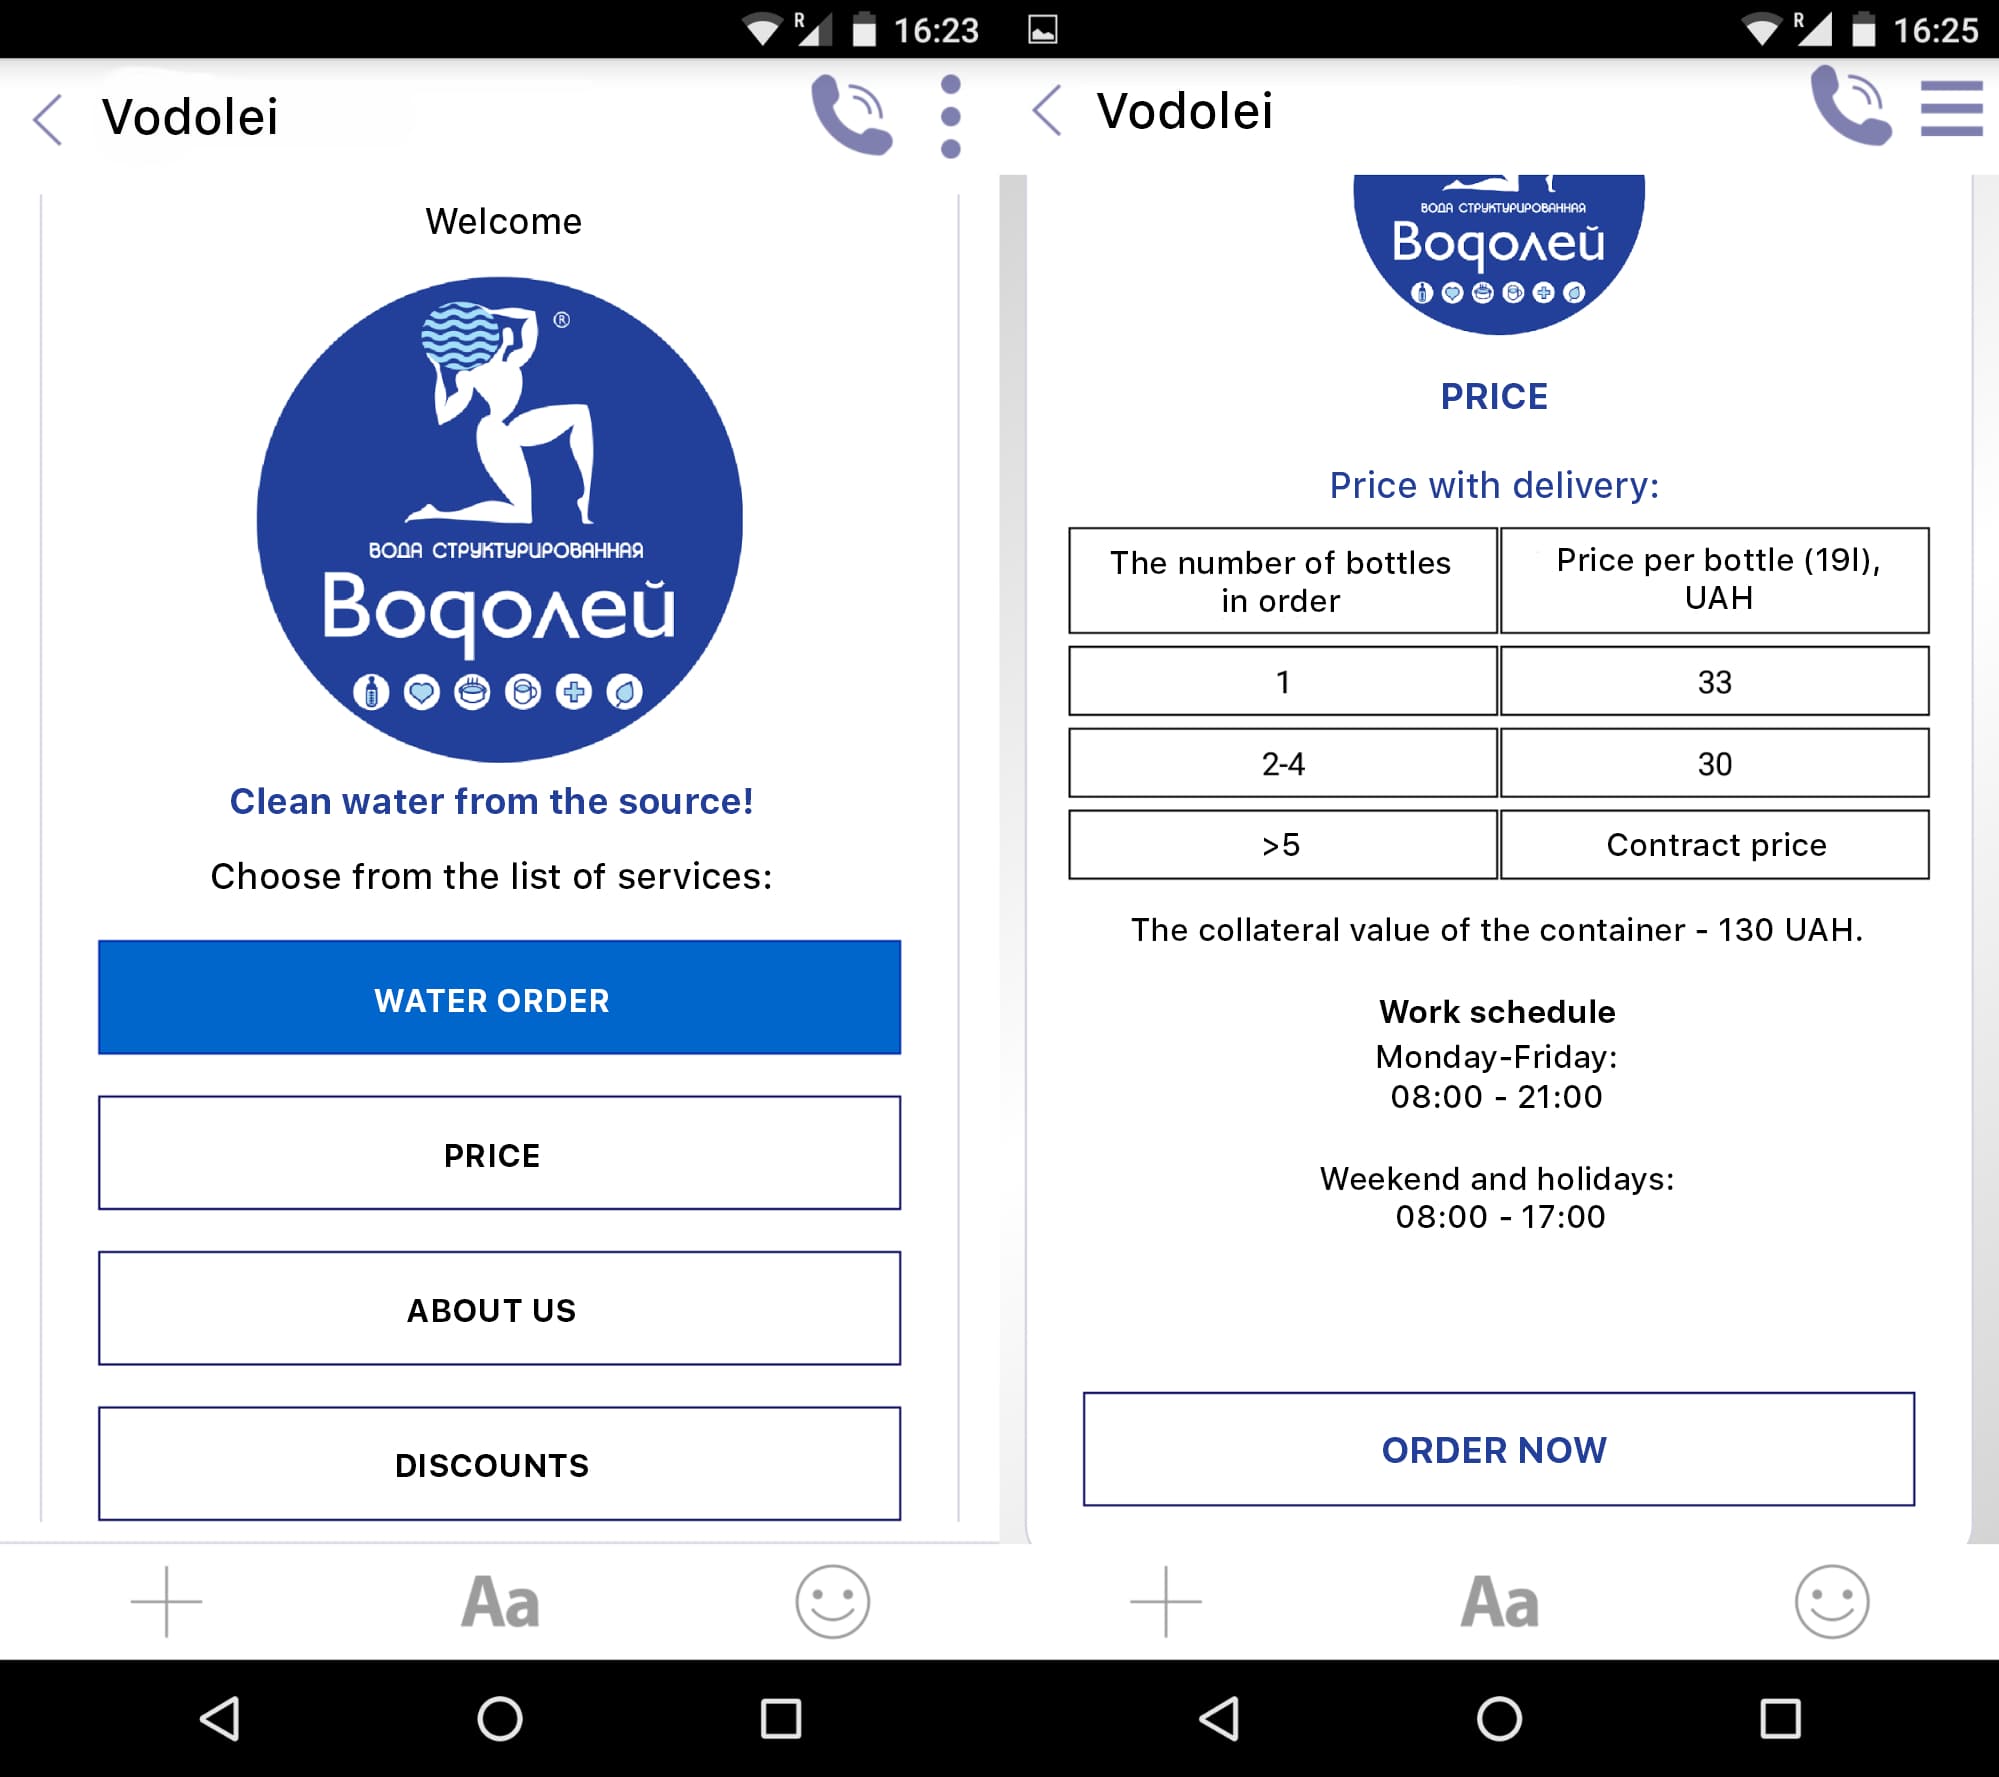 R 16:23
Vodolei
Welcome
®
ВОДА СТРУКТУРИРОВАННАЯ
Водолей
Clean water from the source!
Choose from the list of services:
WATER ORDER
PRICE
ABOUT US
DISCOUNTS
Aa
R 16:25
Vodolei
ВОДА СТРУКТУРИРОВАННАЯ
Водолей
PRICE
Price with delivery:
The number of bottles
in order
Price per bottle (19l),
UAH
1 33
2-4 30
>5 Contract price
The collateral value of the container - 130 UAH.
Work schedule
Monday-Friday:
08:00 - 21:00
Weekend and holidays:
08:00 - 17:00
ORDER NOW
Aa